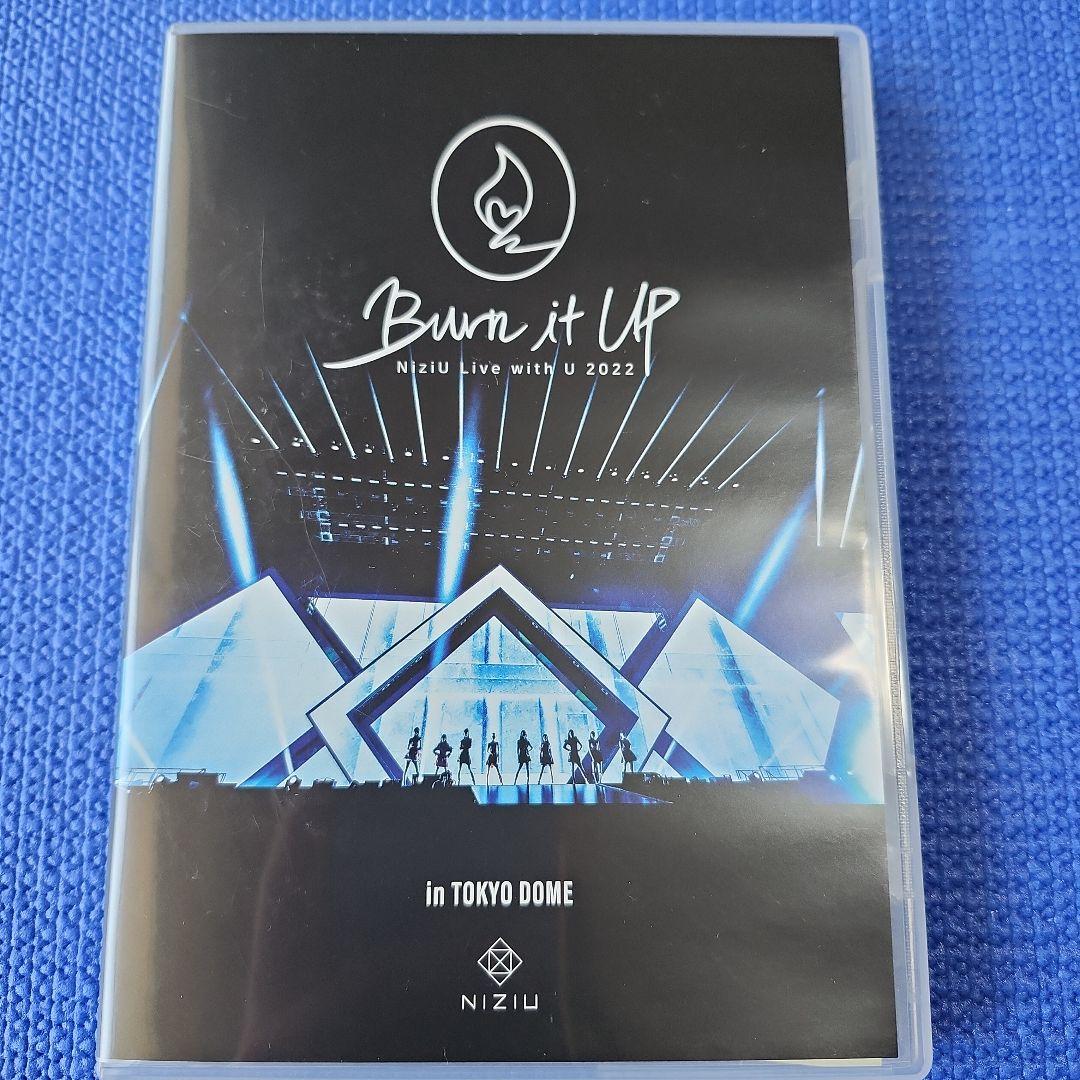 Burn it UP
NiziU Live with U 2022
in TOKYO DOME
NIZIU